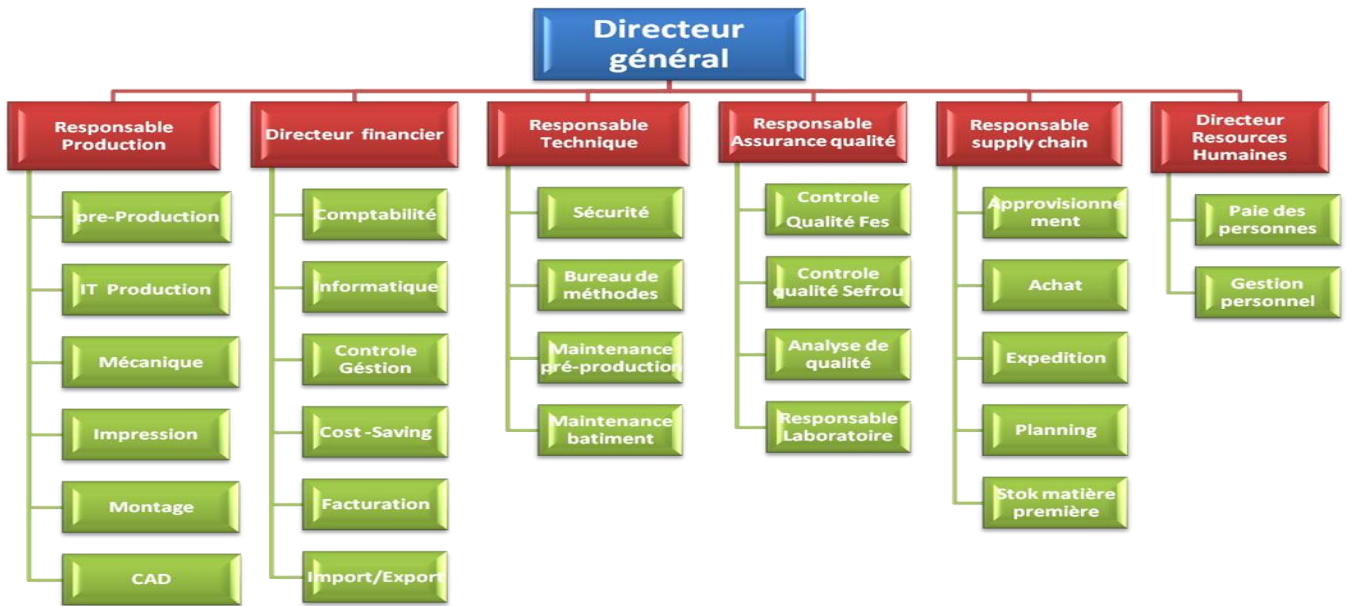 Directeur
général
Responsable
Production
pre-Production
IT Production
Mécanique
Impression
Montage
CAD
Directeur financier
Comptabilité
informatique
Controle
Géstion
Cost -Saving
Facturation
Import/Export
Responsable
Technique
Sécurité
Bureau de
méthodes
Maintenance
pré-production
Maintenance
batiment
Responsable
Assurance qualité
Controle
Qualité Fes
Controle
qualité Sefrou
Analyse de
qualité
Responsable
Laboratoire
Responsable
supply chain
Approvisionne
ment
Achat
Expedition
Planning
Stok matière
première
Directeur
Resources
Humaines
Paie des
personnes
Gestion
personnel